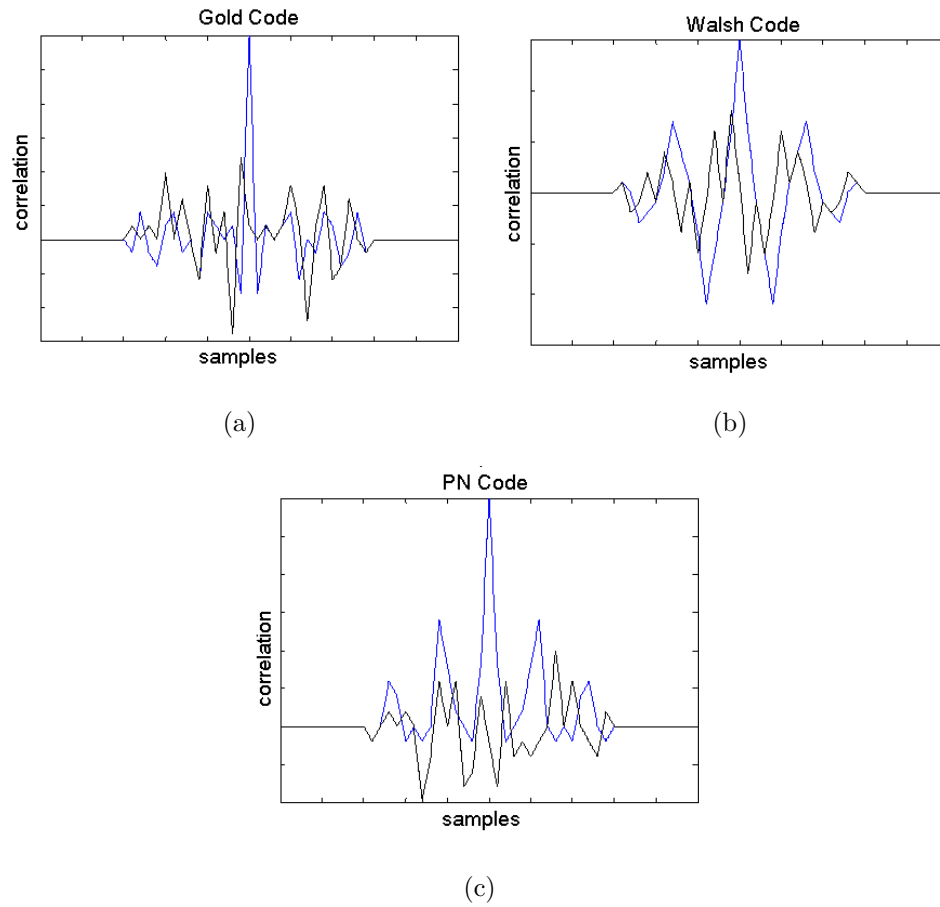 Gold Code
correlation
samples
(a)
Walsh Code
correlation
samples
(b)
PN Code
correlation
samples
(c)